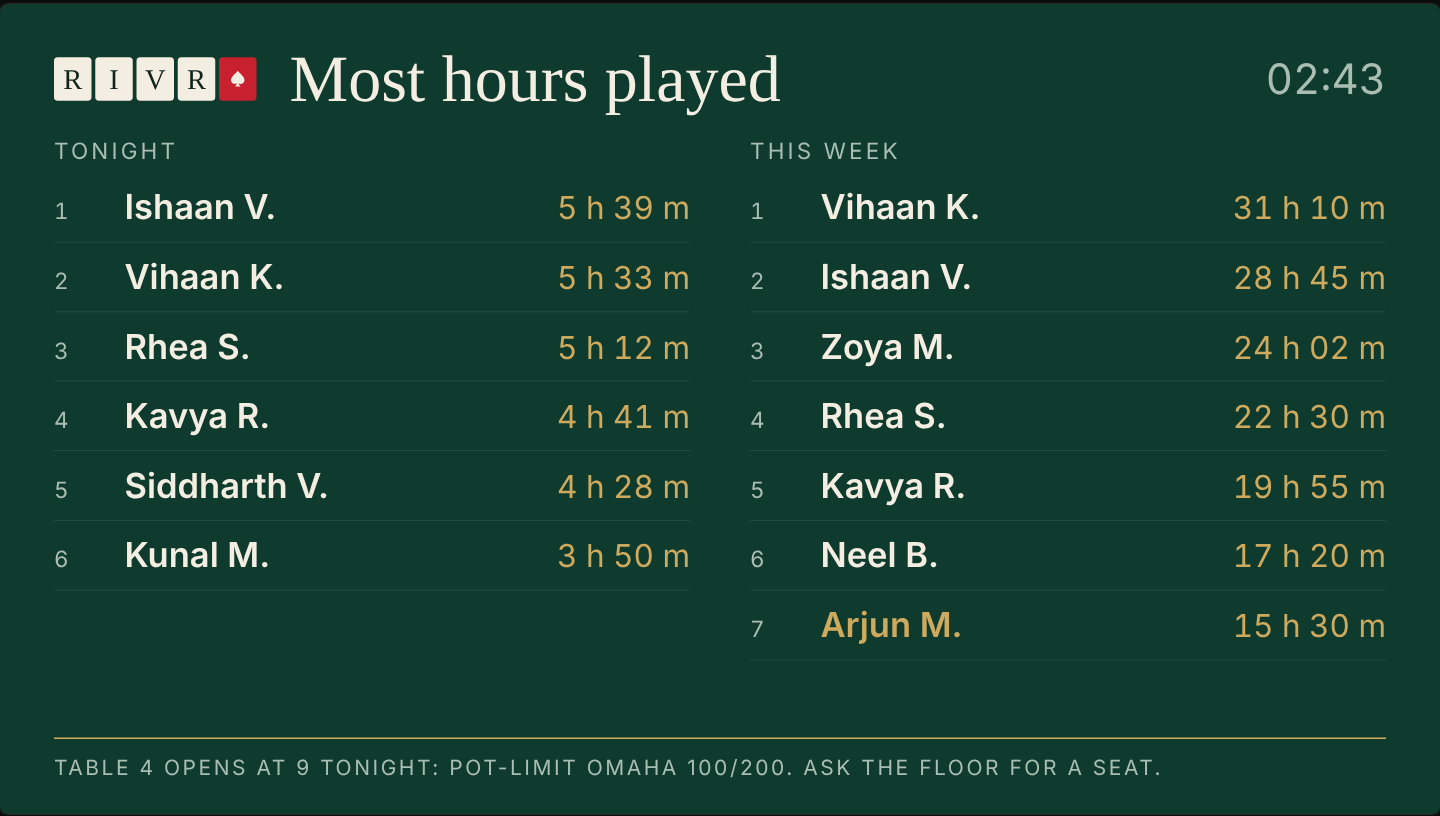 RIVR♠ Most hours played 02:43
TONIGHT
1 Ishaan V. 5 h 39 m
2 Vihaan K. 5 h 33 m
3 Rhea S. 5 h 12 m
4 Kavya R. 4 h 41 m
5 Siddharth V. 4 h 28 m
6 Kunal M. 3 h 50 m
THIS WEEK
1 Vihaan K. 31 h 10 m
2 Ishaan V. 28 h 45 m
3 Zoya M. 24 h 02 m
4 Rhea S. 22 h 30 m
5 Kavya R. 19 h 55 m
6 Neel B. 17 h 20 m
7 Arjun M. 15 h 30 m
TABLE 4 OPENS AT 9 TONIGHT: POT-LIMIT OMAHA 100/200. ASK THE FLOOR FOR A SEAT.